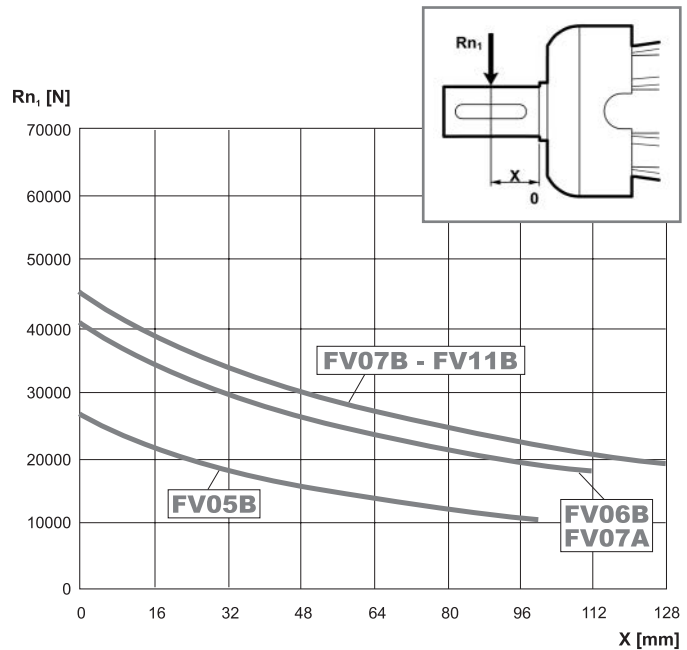 Rn₁
X
0
Rn₁ [N]
70000
60000
50000
40000
30000
20000
10000
0
FV07B - FV11B
FV05B
FV06B
FV07A
0 16 32 48 64 80 96 112 128
X [mm]